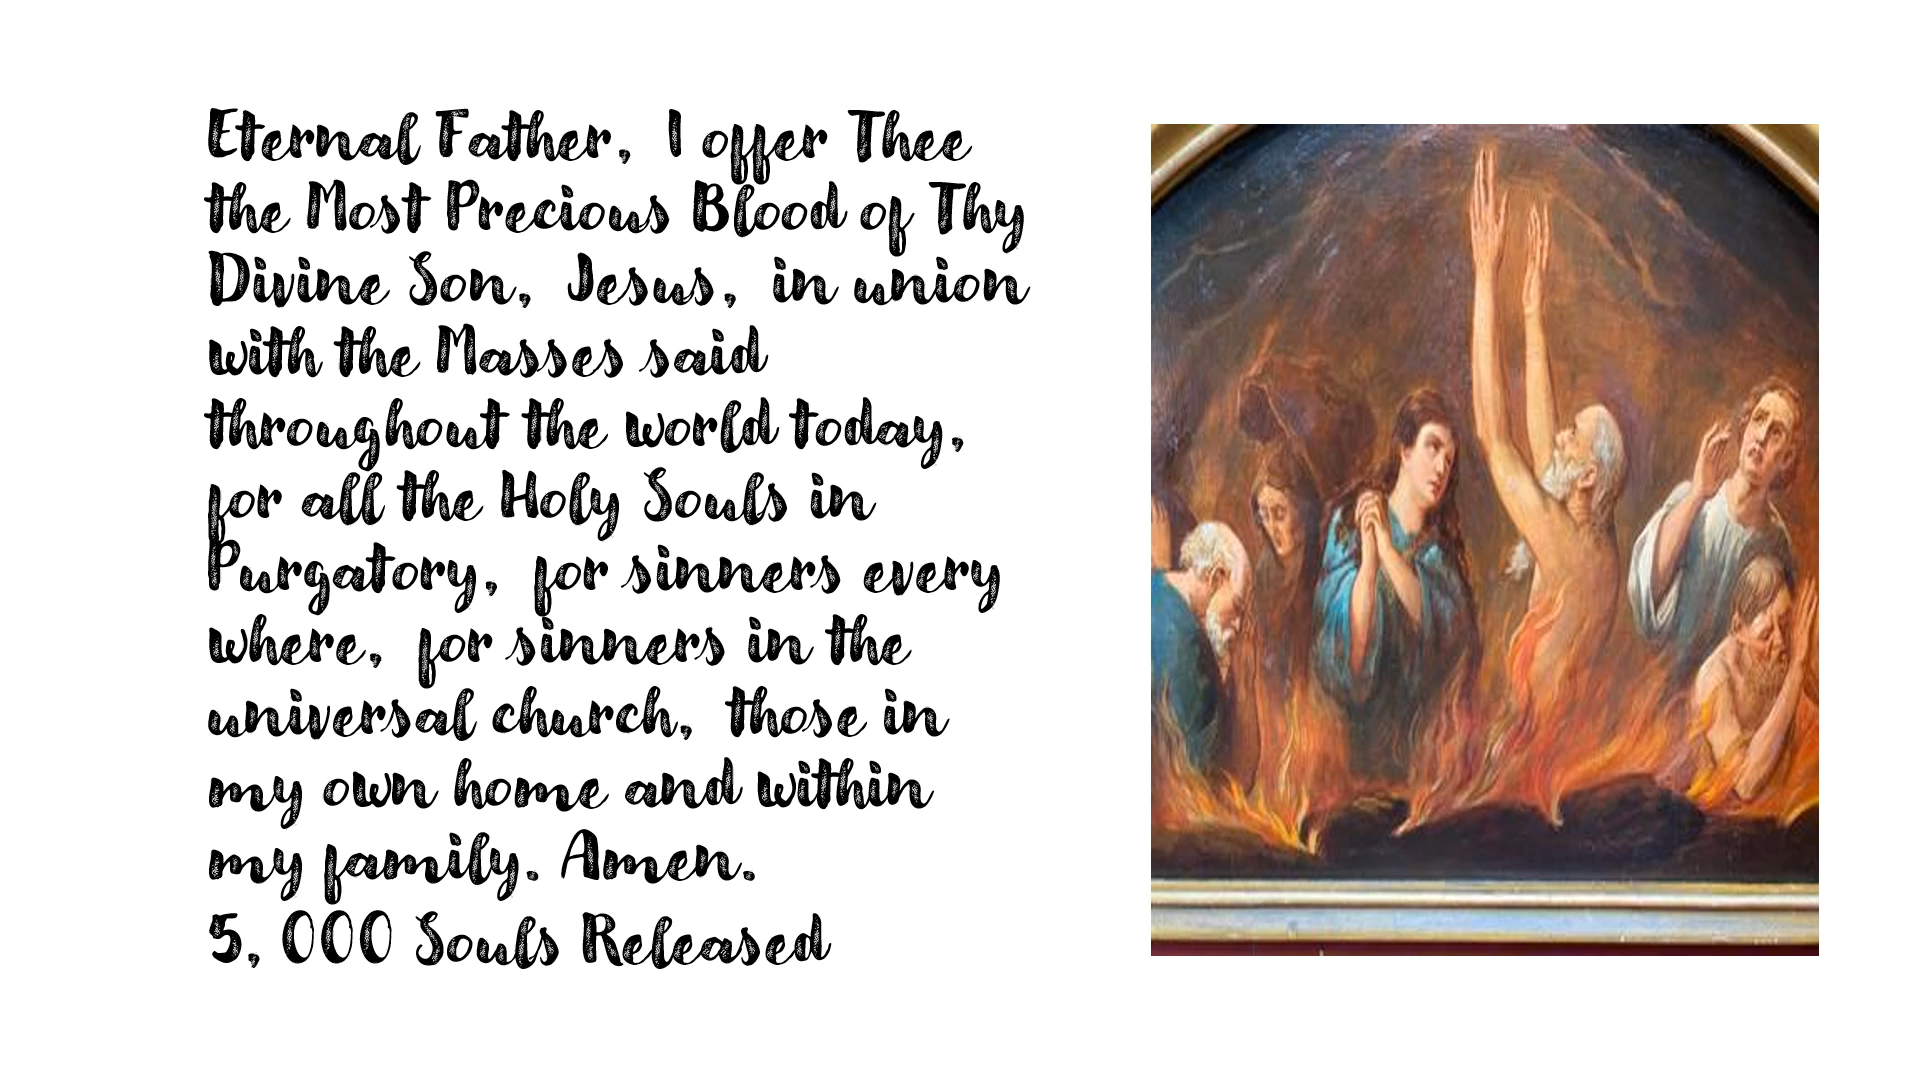 Eternal Father, I offer Thee
the Most Precious Blood of Thy
Divine Son, Jesus, in union
with the Masses said
throughout the world today,
for all the Holy Souls in
Purgatory, for sinners every
where, for sinners in the
universal church, those in
my own home and within
my family. Amen.
5, 000 Souls Released